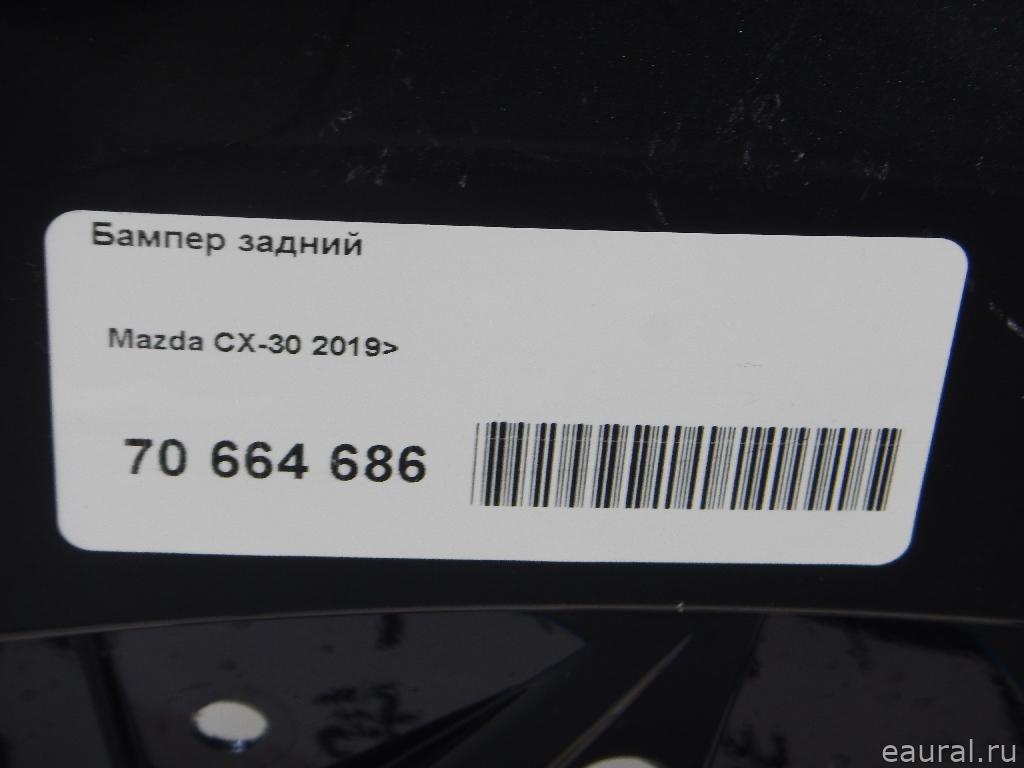 Бампер задний
Mazda CX-30 2019>
70 664 686
eaural.ru